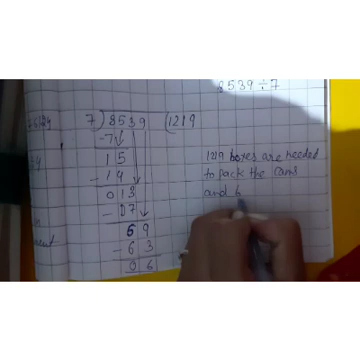 8539÷7
7) 8539 (1219
-7
15
- 14
013
- 07
69
- 63
06
1219 boxes are needed
to pack the cans
and 6